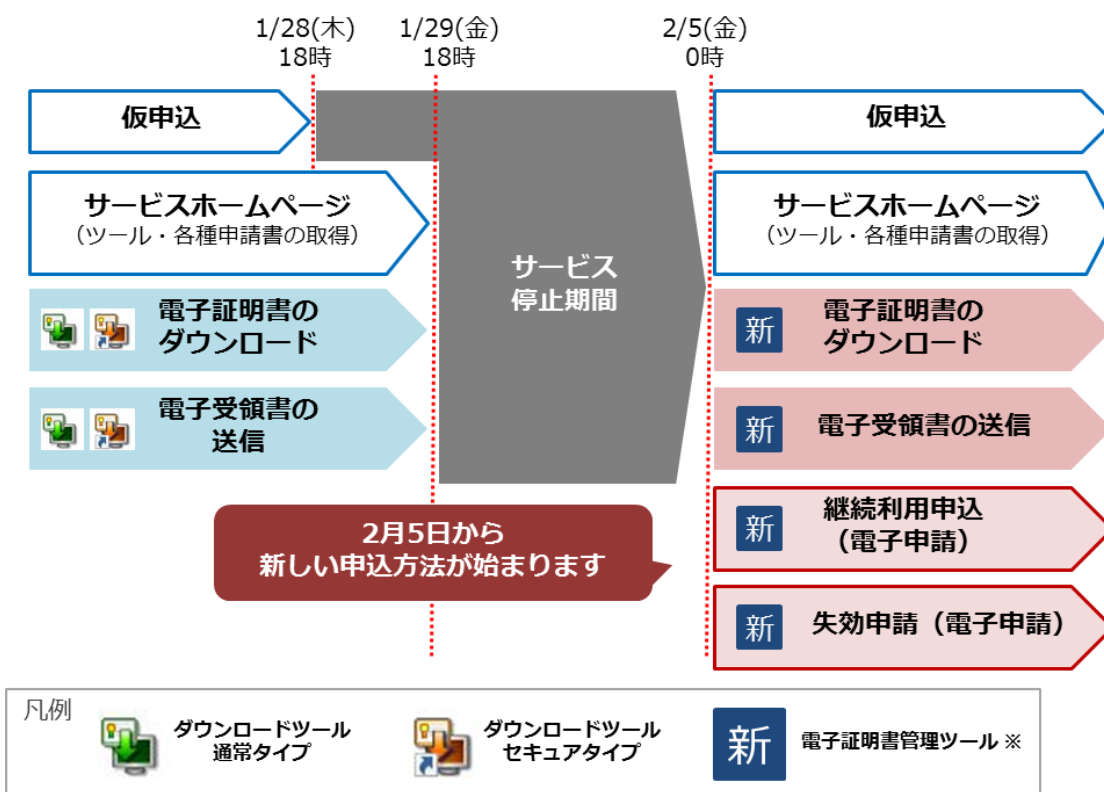 1/28(木)
18時
1/29(金)
18時
2/5(金)
0時
仮申込
仮申込
サービスホームページ
（ツール・各種申請書の取得）
サービスホームページ
（ツール・各種申請書の取得）
サービス
停止期間
電子証明書の
ダウンロード
新
電子証明書の
ダウンロード
電子受領書の
送信
新
電子受領書の送信
新
継続利用申込
（電子申請）
2月5日から
新しい申込方法が始まります
新
失効申請（電子申請）
凡例
ダウンロードツール
通常タイプ
ダウンロードツール
セキュアタイプ
新
電子証明書管理ツール ※